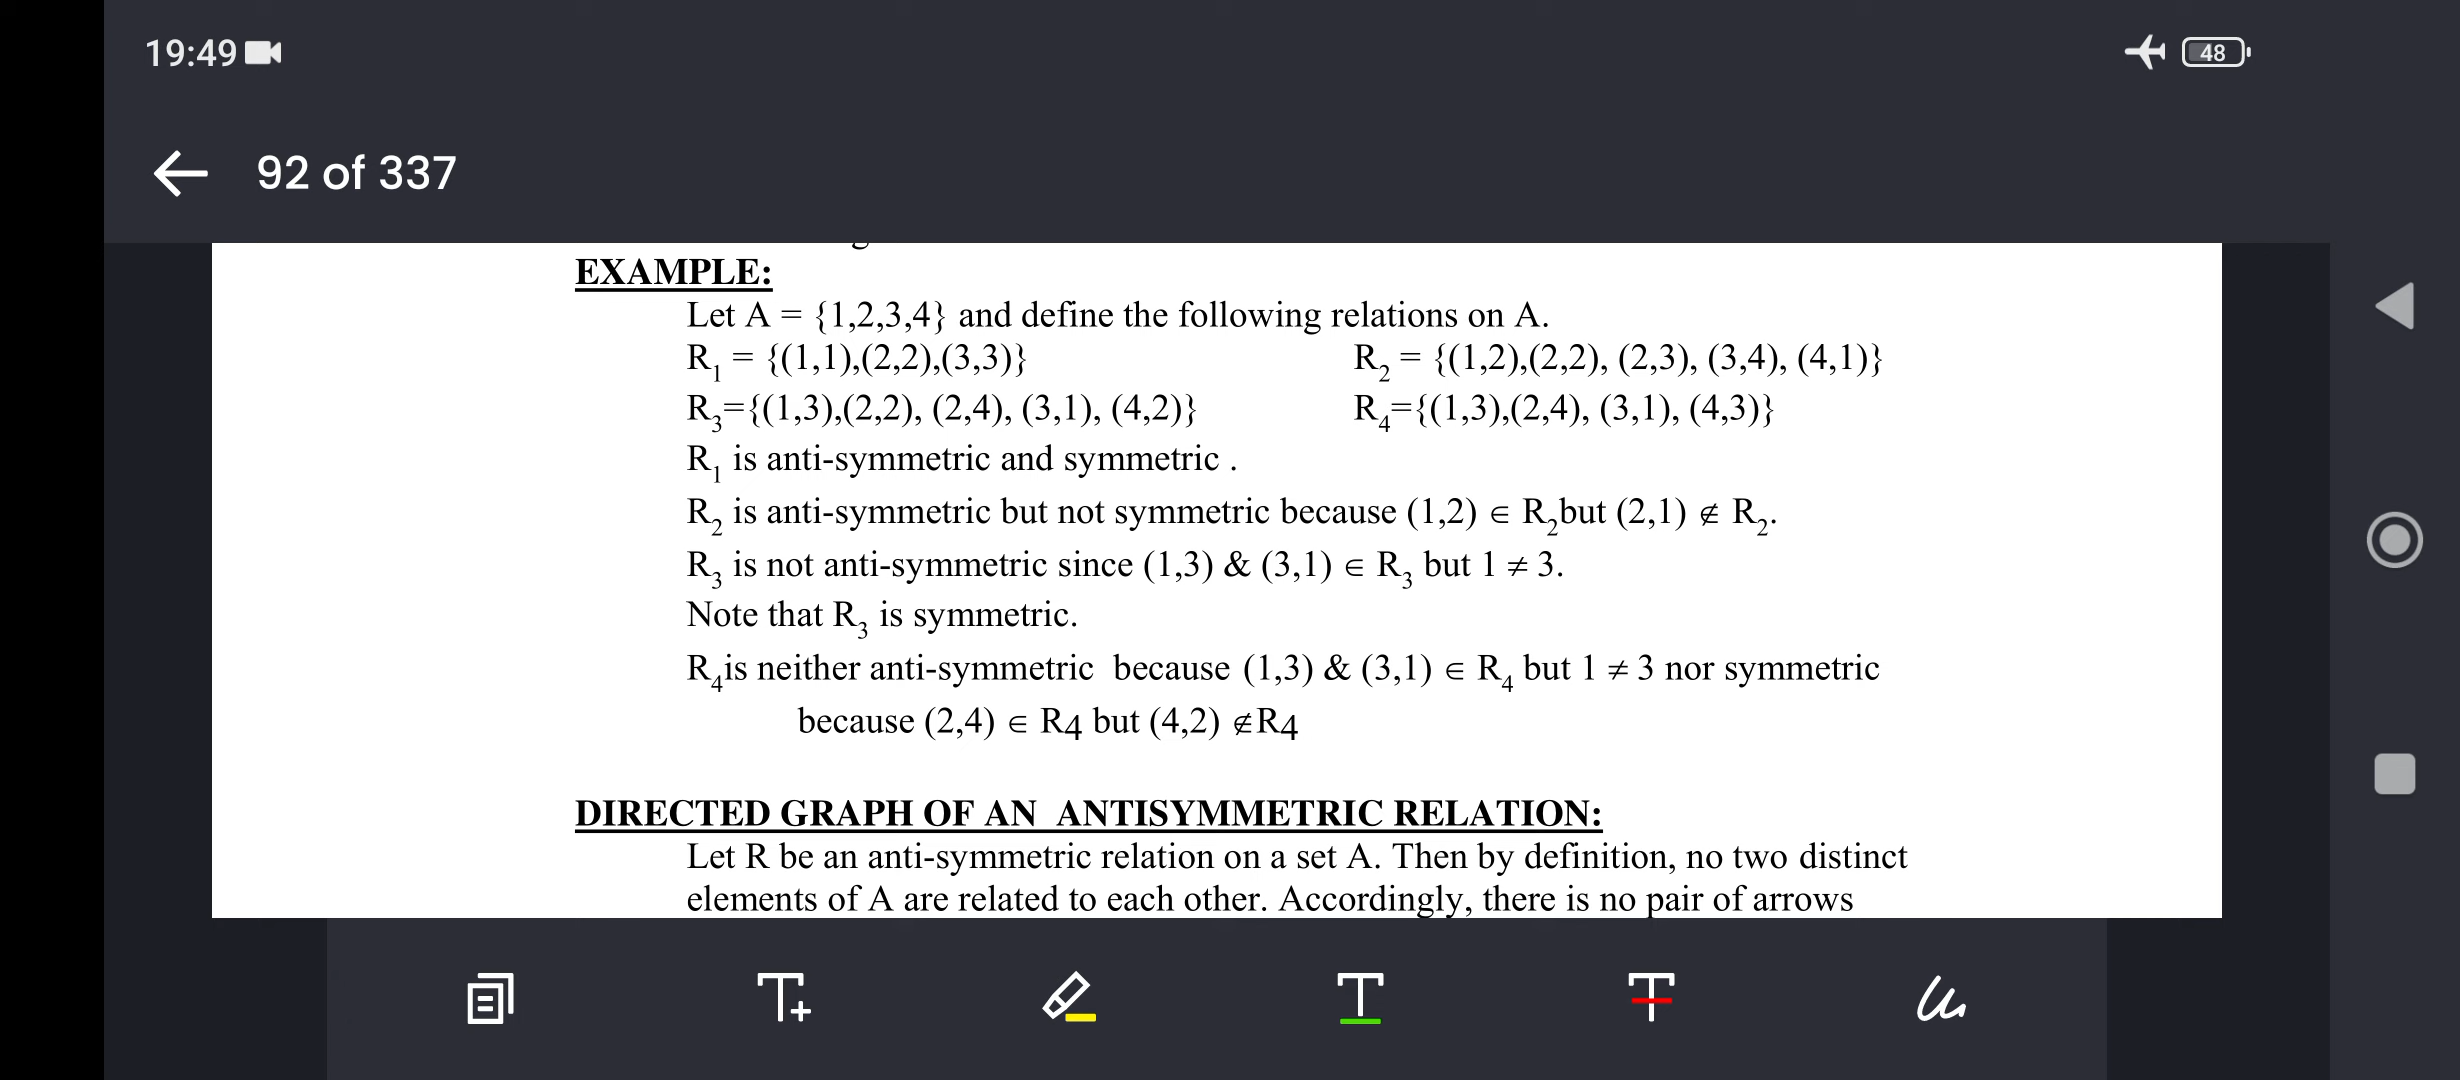 19:49
48
92 of 337
EXAMPLE:
Let A = {1,2,3,4} and define the following relations on A.
R₁ = {(1,1),(2,2),(3,3)} R₂ = {(1,2),(2,2), (2,3), (3,4), (4,1)}
R₃={(1,3),(2,2), (2,4), (3,1), (4,2)} R₄={(1,3),(2,4), (3,1), (4,3)}
R₁ is anti-symmetric and symmetric .
R₂ is anti-symmetric but not symmetric because (1,2) ∈ R₂but (2,1) ∉ R₂.
R₃ is not anti-symmetric since (1,3) & (3,1) ∈ R₃ but 1 ≠ 3.
Note that R₃ is symmetric.
R₄is neither anti-symmetric because (1,3) & (3,1) ∈ R₄ but 1 ≠ 3 nor symmetric
because (2,4) ∈ R4 but (4,2) ∉R4
DIRECTED GRAPH OF AN ANTISYMMETRIC RELATION:
Let R be an anti-symmetric relation on a set A. Then by definition, no two distinct
elements of A are related to each other. Accordingly, there is no pair of arrows